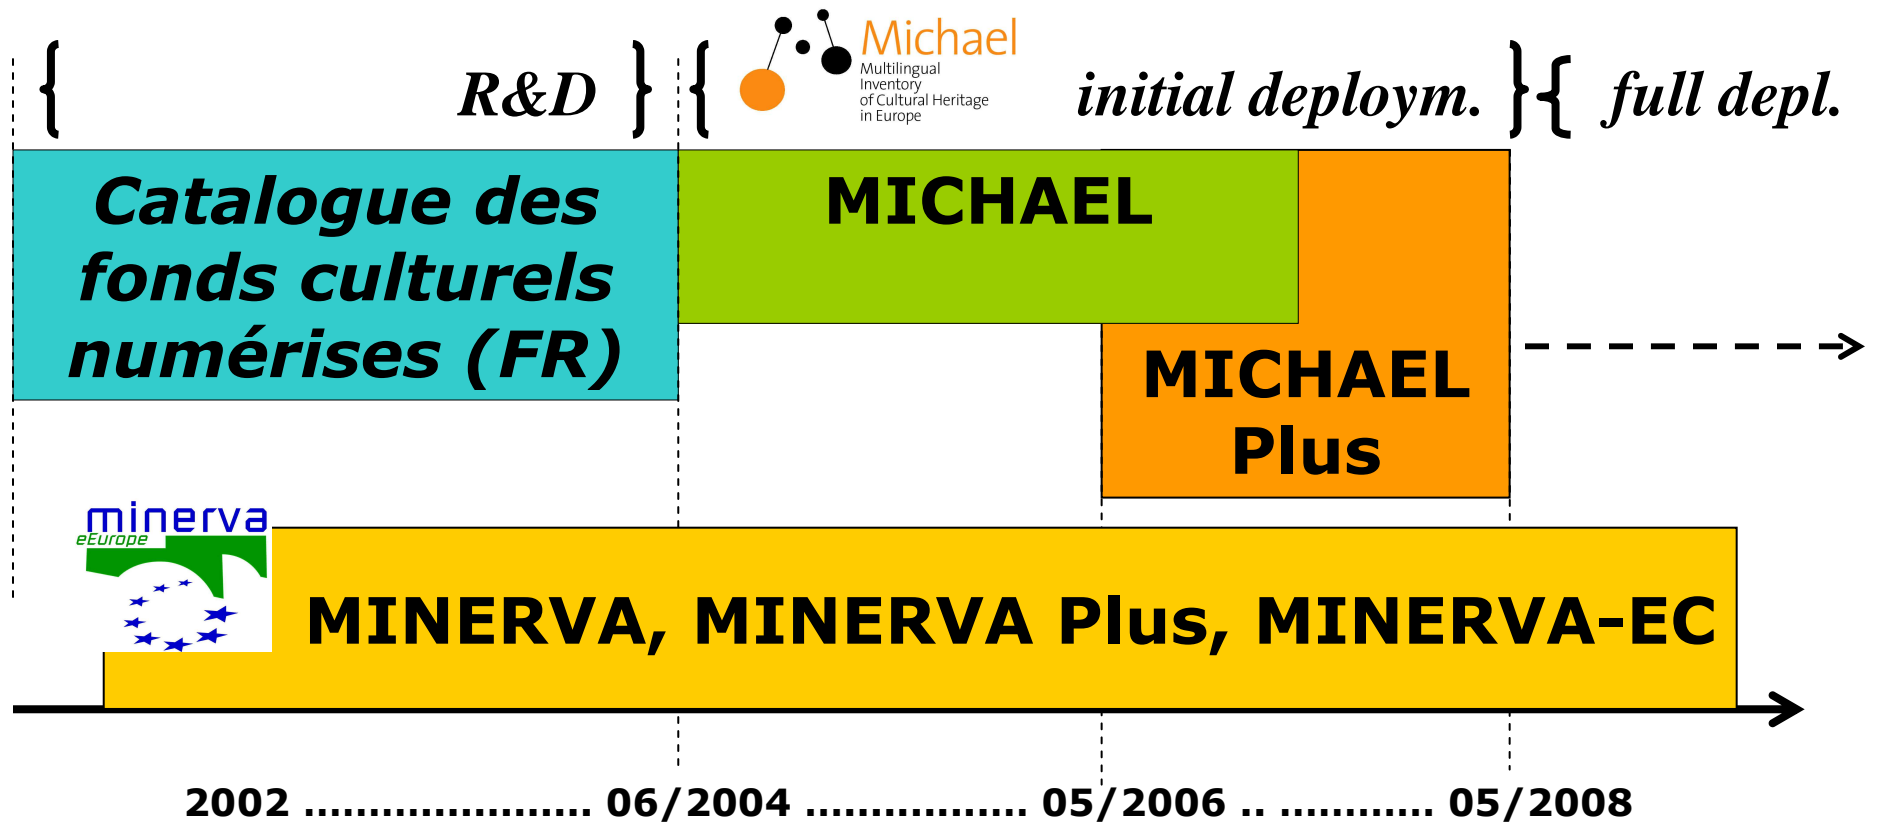 { R&D } { Michael
Multilingual
Inventory
of Cultural Heritage
in Europe
initial deploym. } { full depl.
Catalogue des
fonds culturels
numérises (FR)
MICHAEL
MICHAEL
Plus
minerva
eEurope
MINERVA, MINERVA Plus, MINERVA-EC
2002 ...................... 06/2004 ................. 05/2006 .. ............ 05/2008